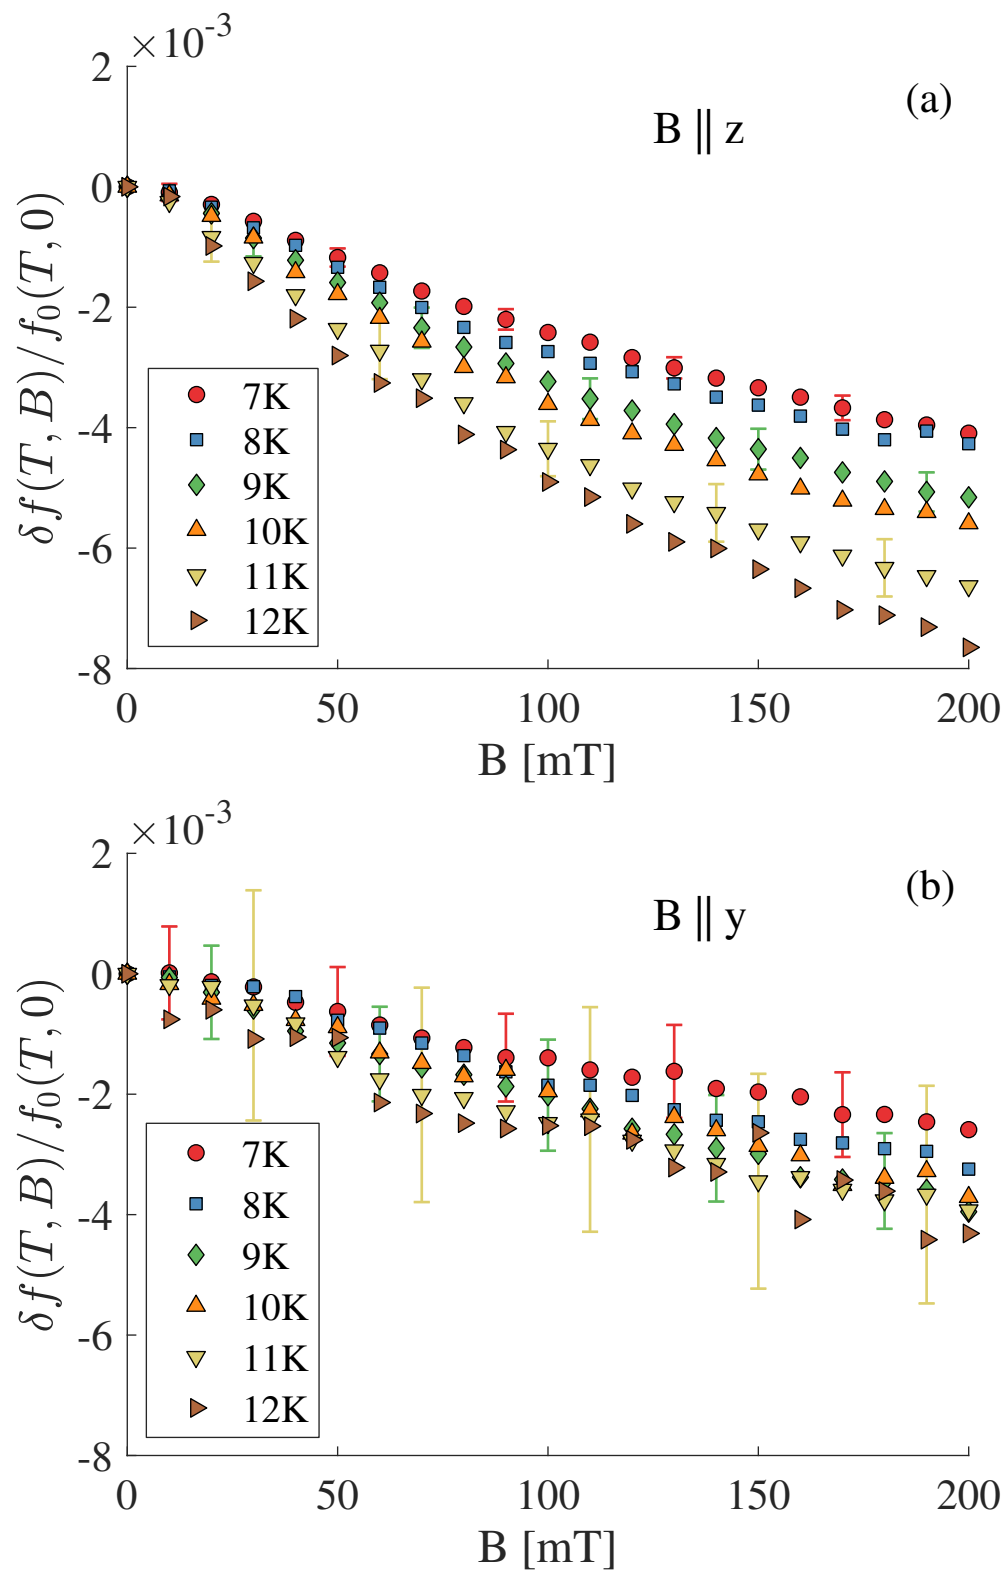 ×10⁻³
(a)
B ∥ z
δf(T, B)/f₀(T, 0)
2
0
-2
-4
-6
-8
7K
8K
9K
10K
11K
12K
0 50 100 150 200
B [mT]
×10⁻³
(b)
B ∥ y
δf(T, B)/f₀(T, 0)
2
0
-2
-4
-6
-8
7K
8K
9K
10K
11K
12K
0 50 100 150 200
B [mT]